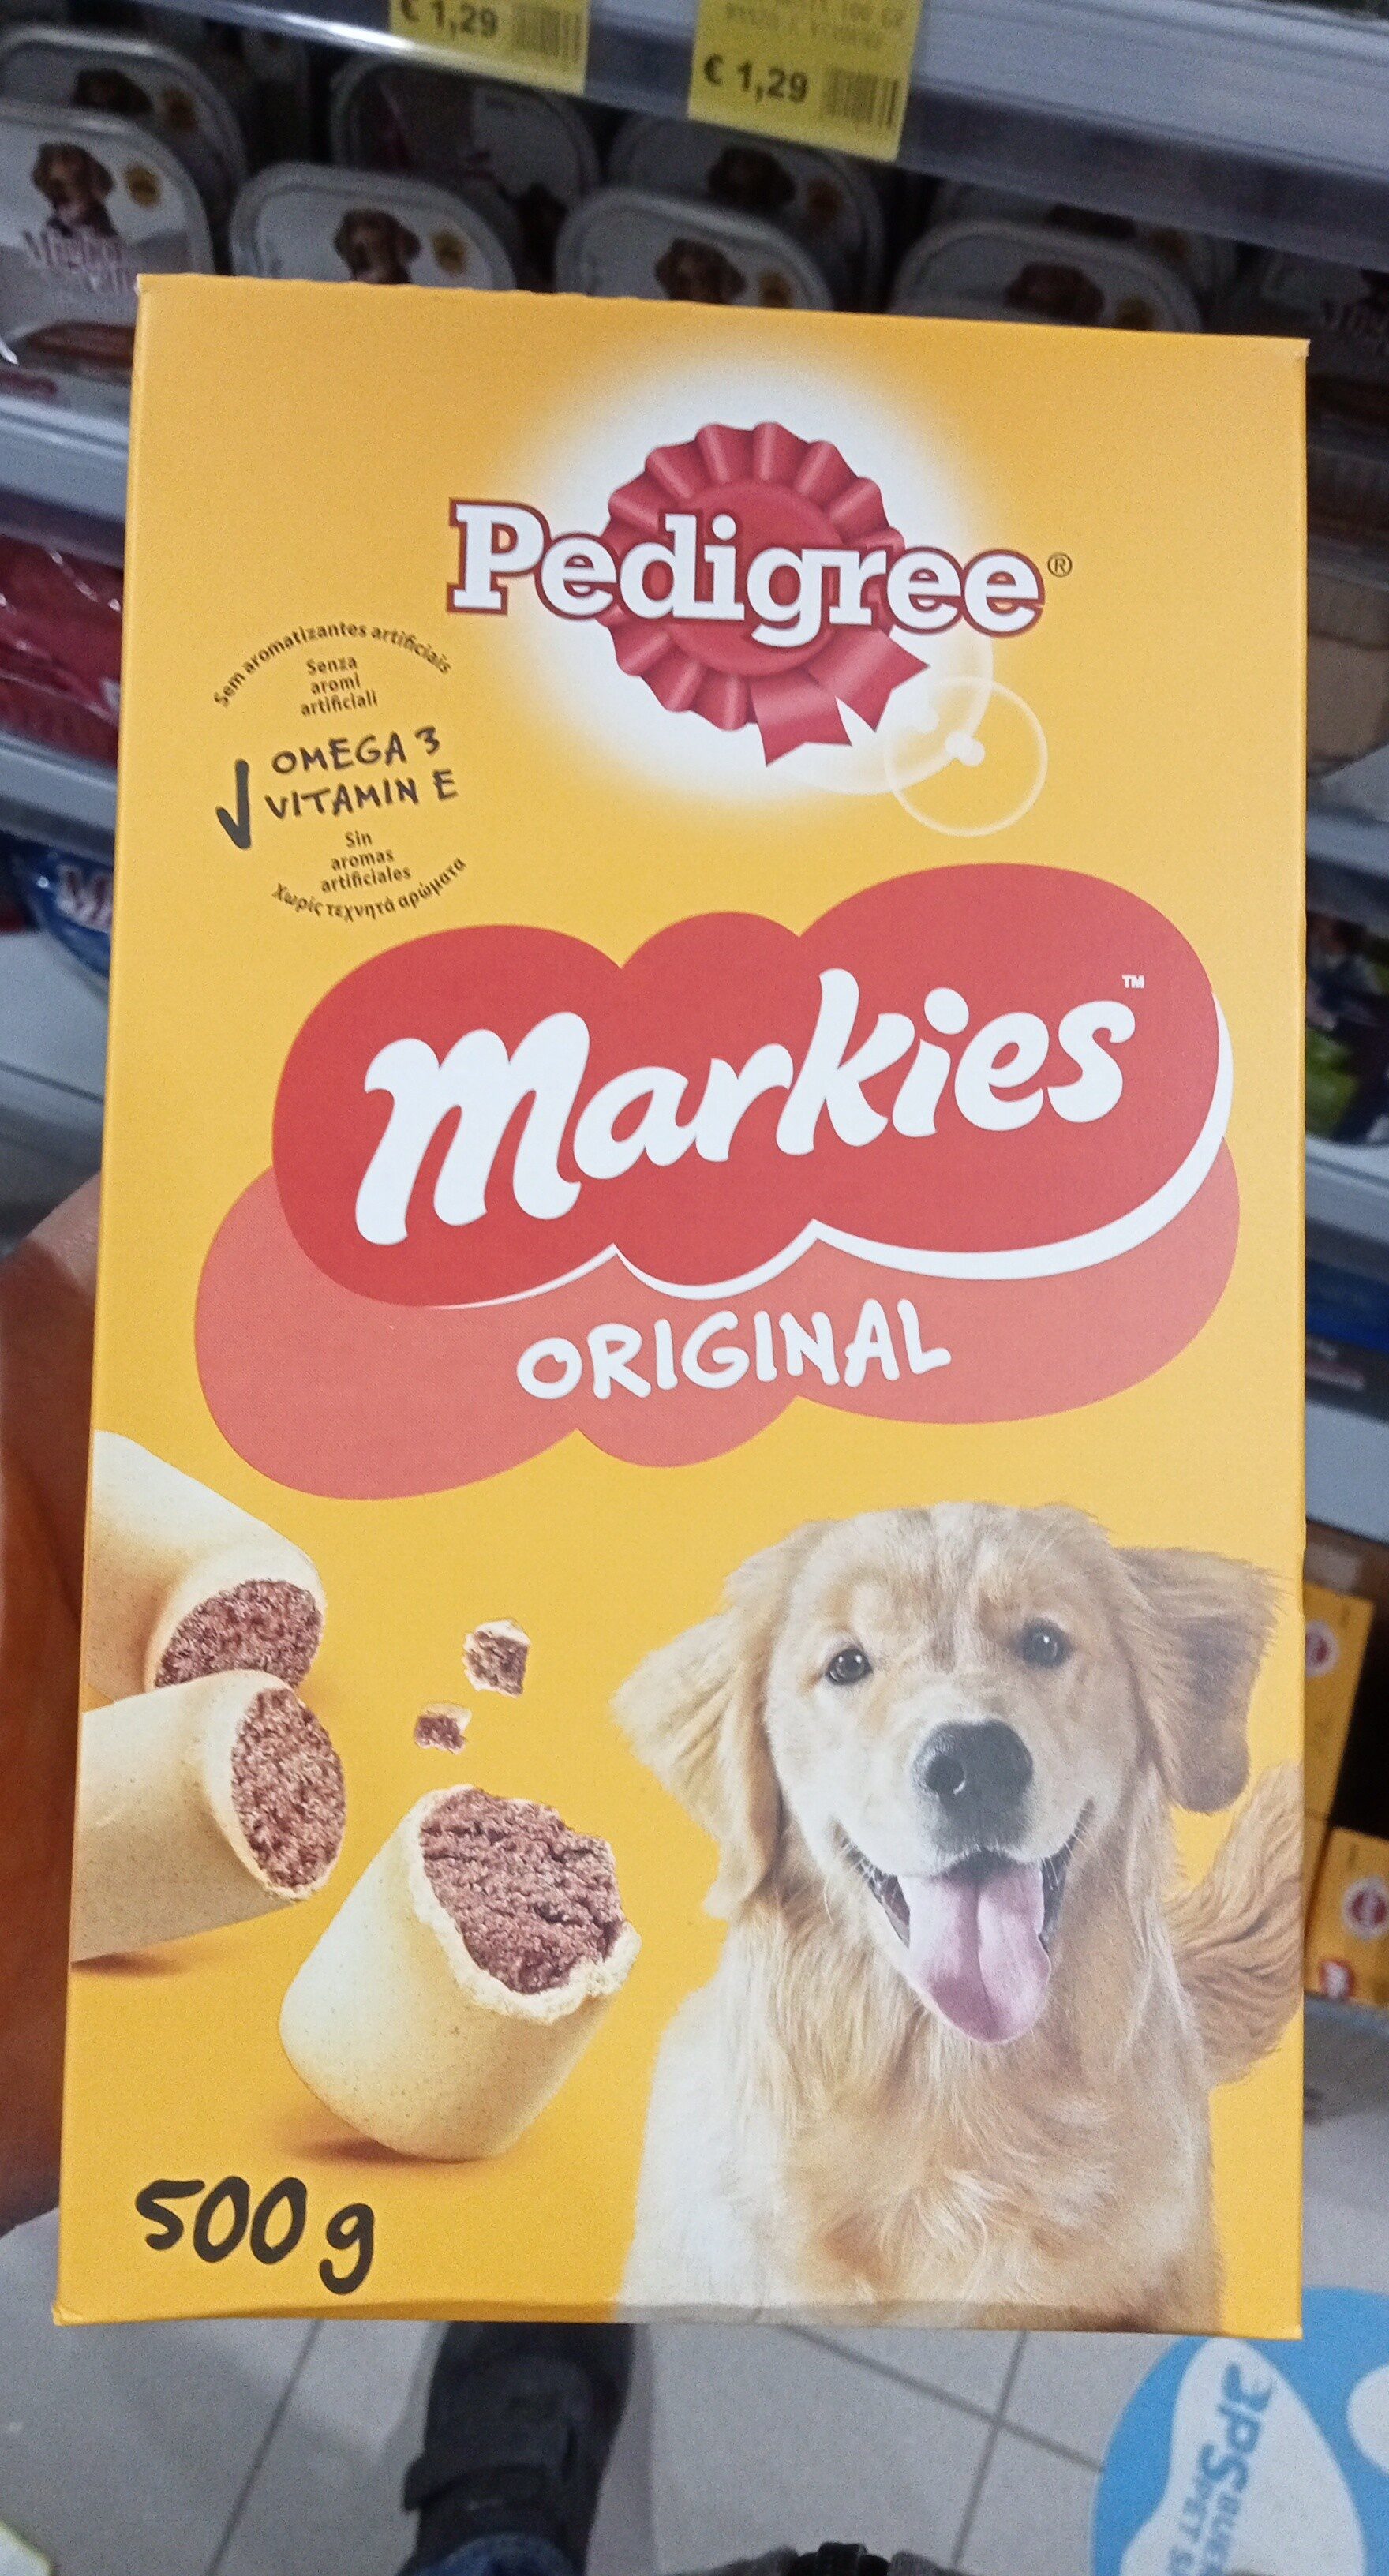 € 1,29
€ 1,29
Pedigree®
Sem aromatizantes artificiais
Senza
aromi
artificiali
OMEGA 3
VITAMIN E
Sin
aromas
artificiales
Χωρίς τεχνητά αρώματα
Markies™
ORIGINAL
500g